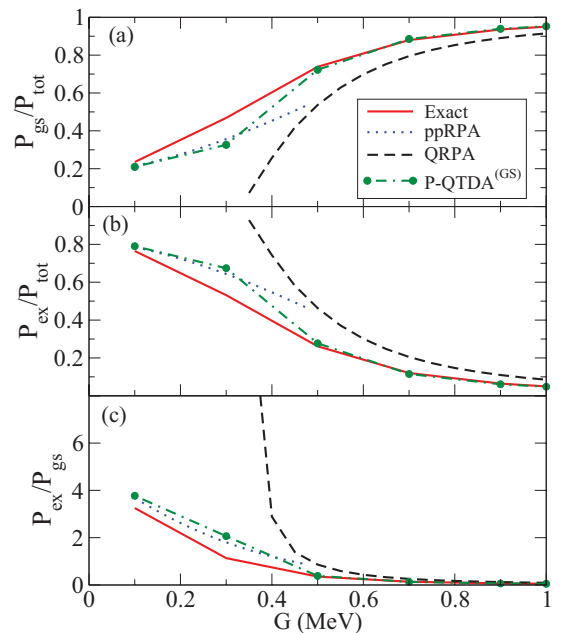 (a)
P_gs/P_tot
1
0.8
0.6
0.4
0.2
0
Exact
ppRPA
QRPA
P-QTDA^(GS)
(b)
P_ex/P_tot
0.8
0.6
0.4
0.2
(c)
P_ex/P_gs
6
4
2
0
0 0.2 0.4 0.6 0.8 1
G (MeV)